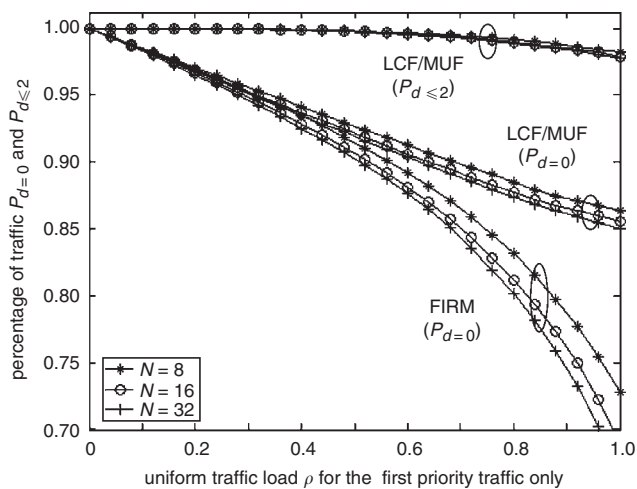 percentage of traffic P_{d=0} and P_{d⩽2}
1.00
0.95
0.90
0.85
0.80
0.75
0.70
LCF/MUF
(P_{d⩽2})
LCF/MUF
(P_{d=0})
FIRM
(P_{d=0})
N = 8
N = 16
N = 32
0 0.2 0.4 0.6 0.8 1.0
uniform traffic load ρ for the first priority traffic only